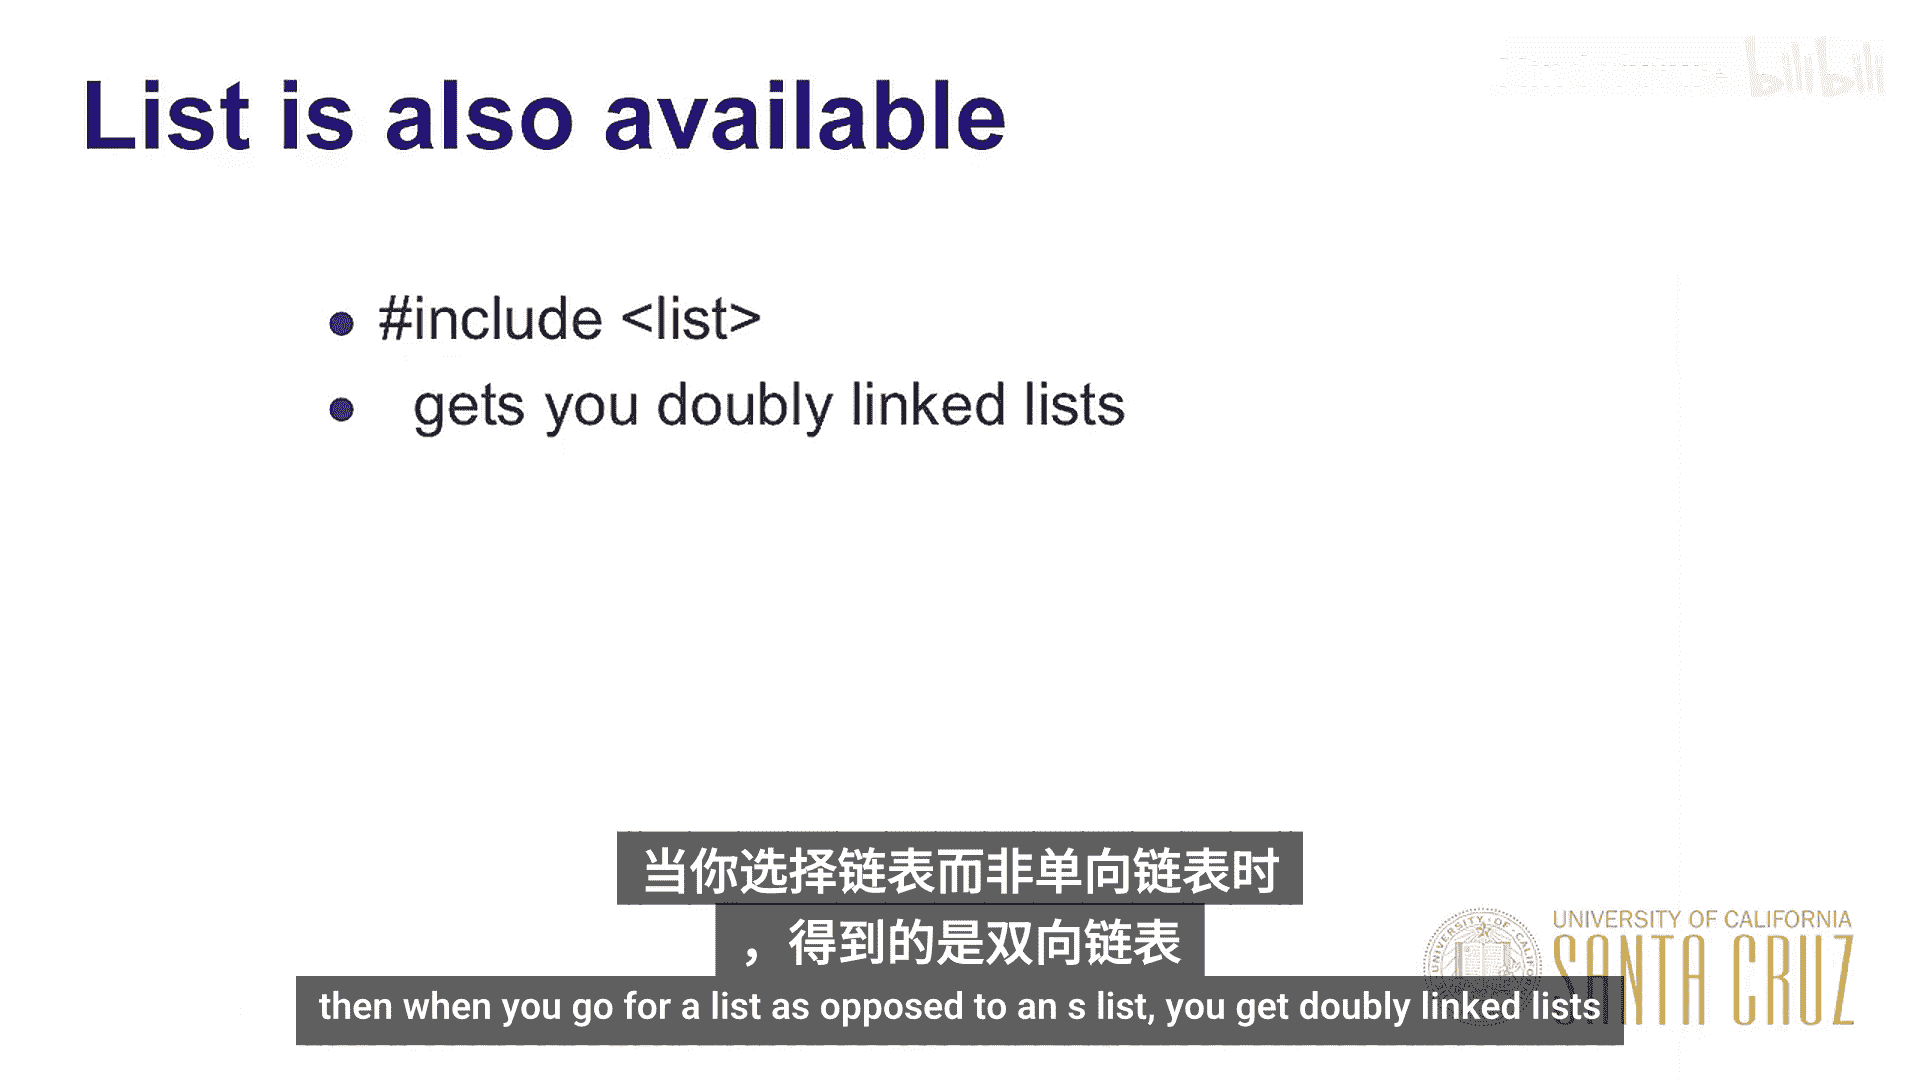 List is also available
bilibili
#include <list>
gets you doubly linked lists
当你选择链表而非单向链表时
，得到的是双向链表
then when you go for a list as opposed to an s list, you get doubly linked lists
UNIVERSITY OF CALIFORNIA
SANTA CRUZ